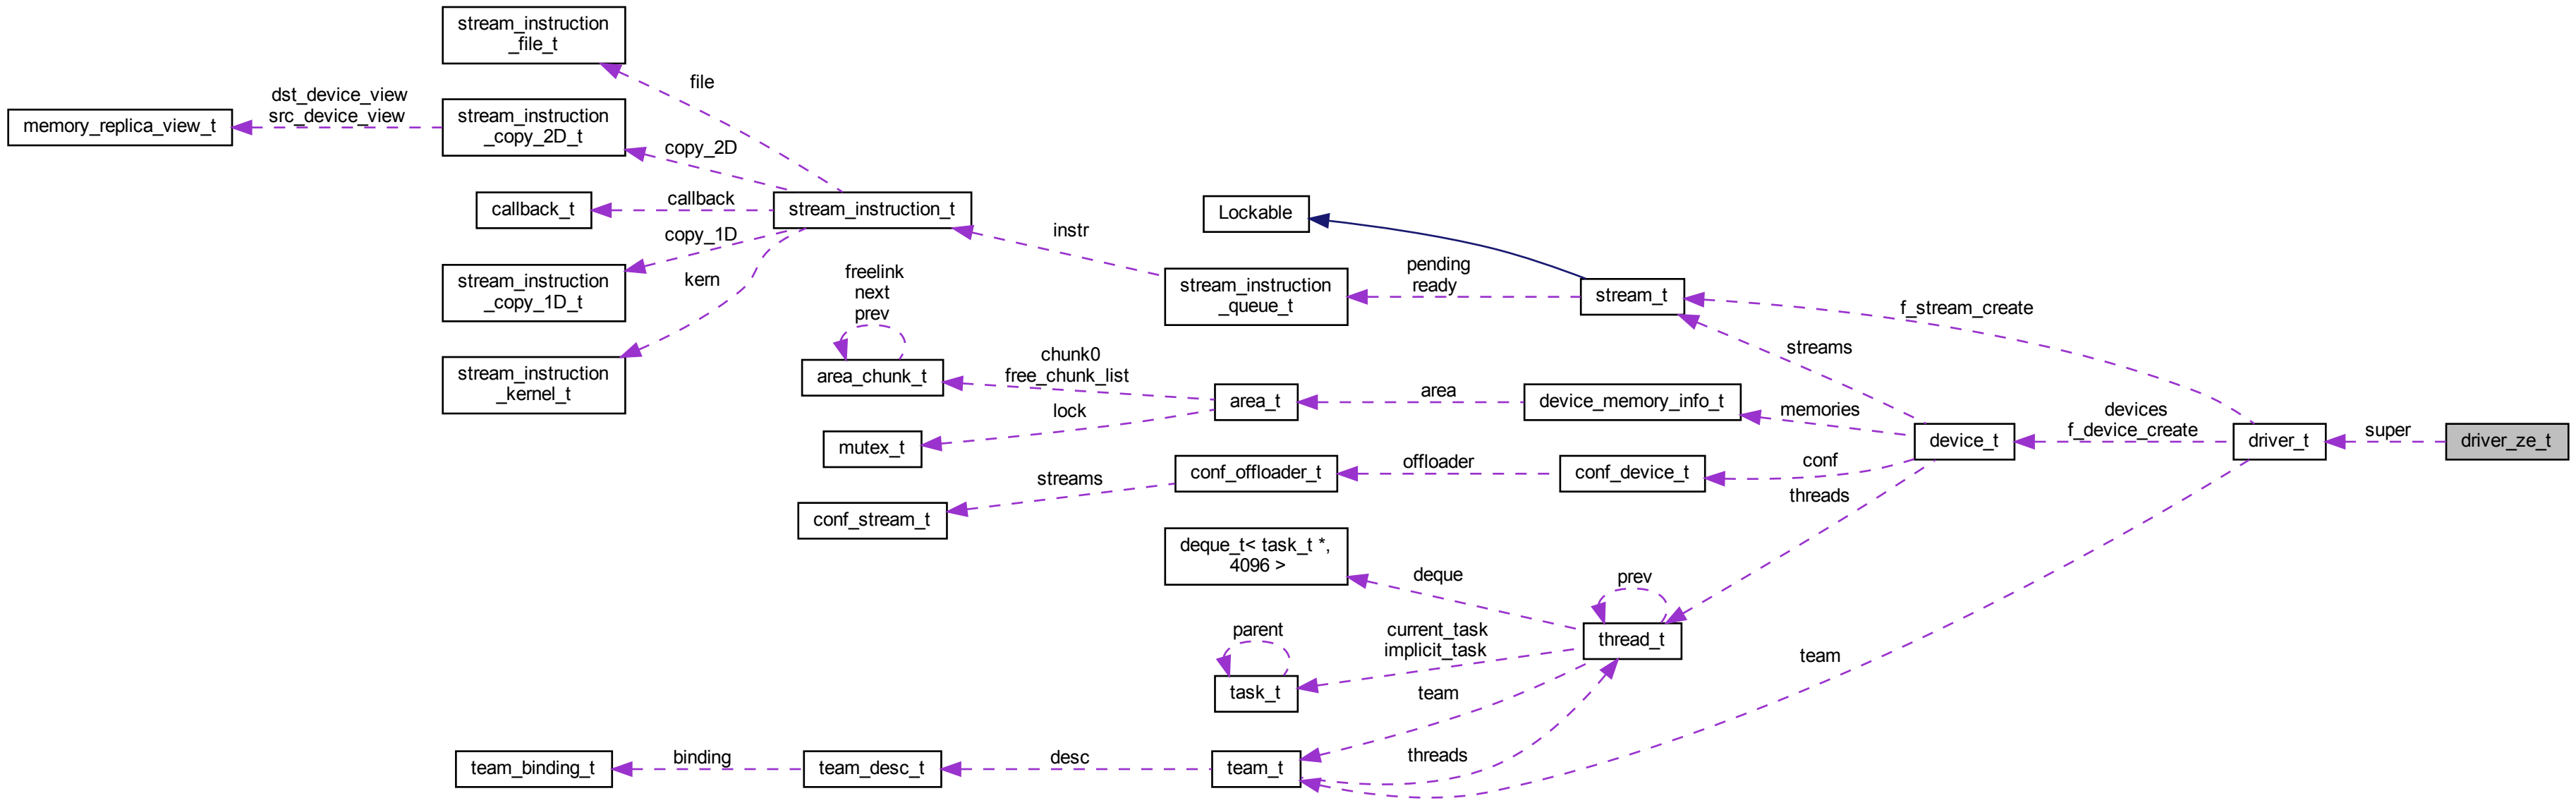 stream_instruction
_file_t
file
dst_device_view
src_device_view
memory_replica_view_t
stream_instruction
_copy_2D_t
copy_2D
callback_t
callback
stream_instruction_t
copy_1D
stream_instruction
_copy_1D_t
kern
stream_instruction
_kernel_t
instr
Lockable
stream_instruction
_queue_t
pending
ready
stream_t
f_stream_create
streams
freelink
next
prev
area_chunk_t
chunk0
free_chunk_list
lock
area_t
area
device_memory_info_t
memories
mutex_t
device_t
devices
f_device_create
driver_t
super
driver_ze_t
conf_stream_t
streams
conf_offloader_t
offloader
conf_device_t
conf
threads
deque_t< task_t *,
4096 >
deque
prev
thread_t
parent
task_t
current_task
implicit_task
team
team
threads
team_binding_t
binding
team_desc_t
desc
team_t